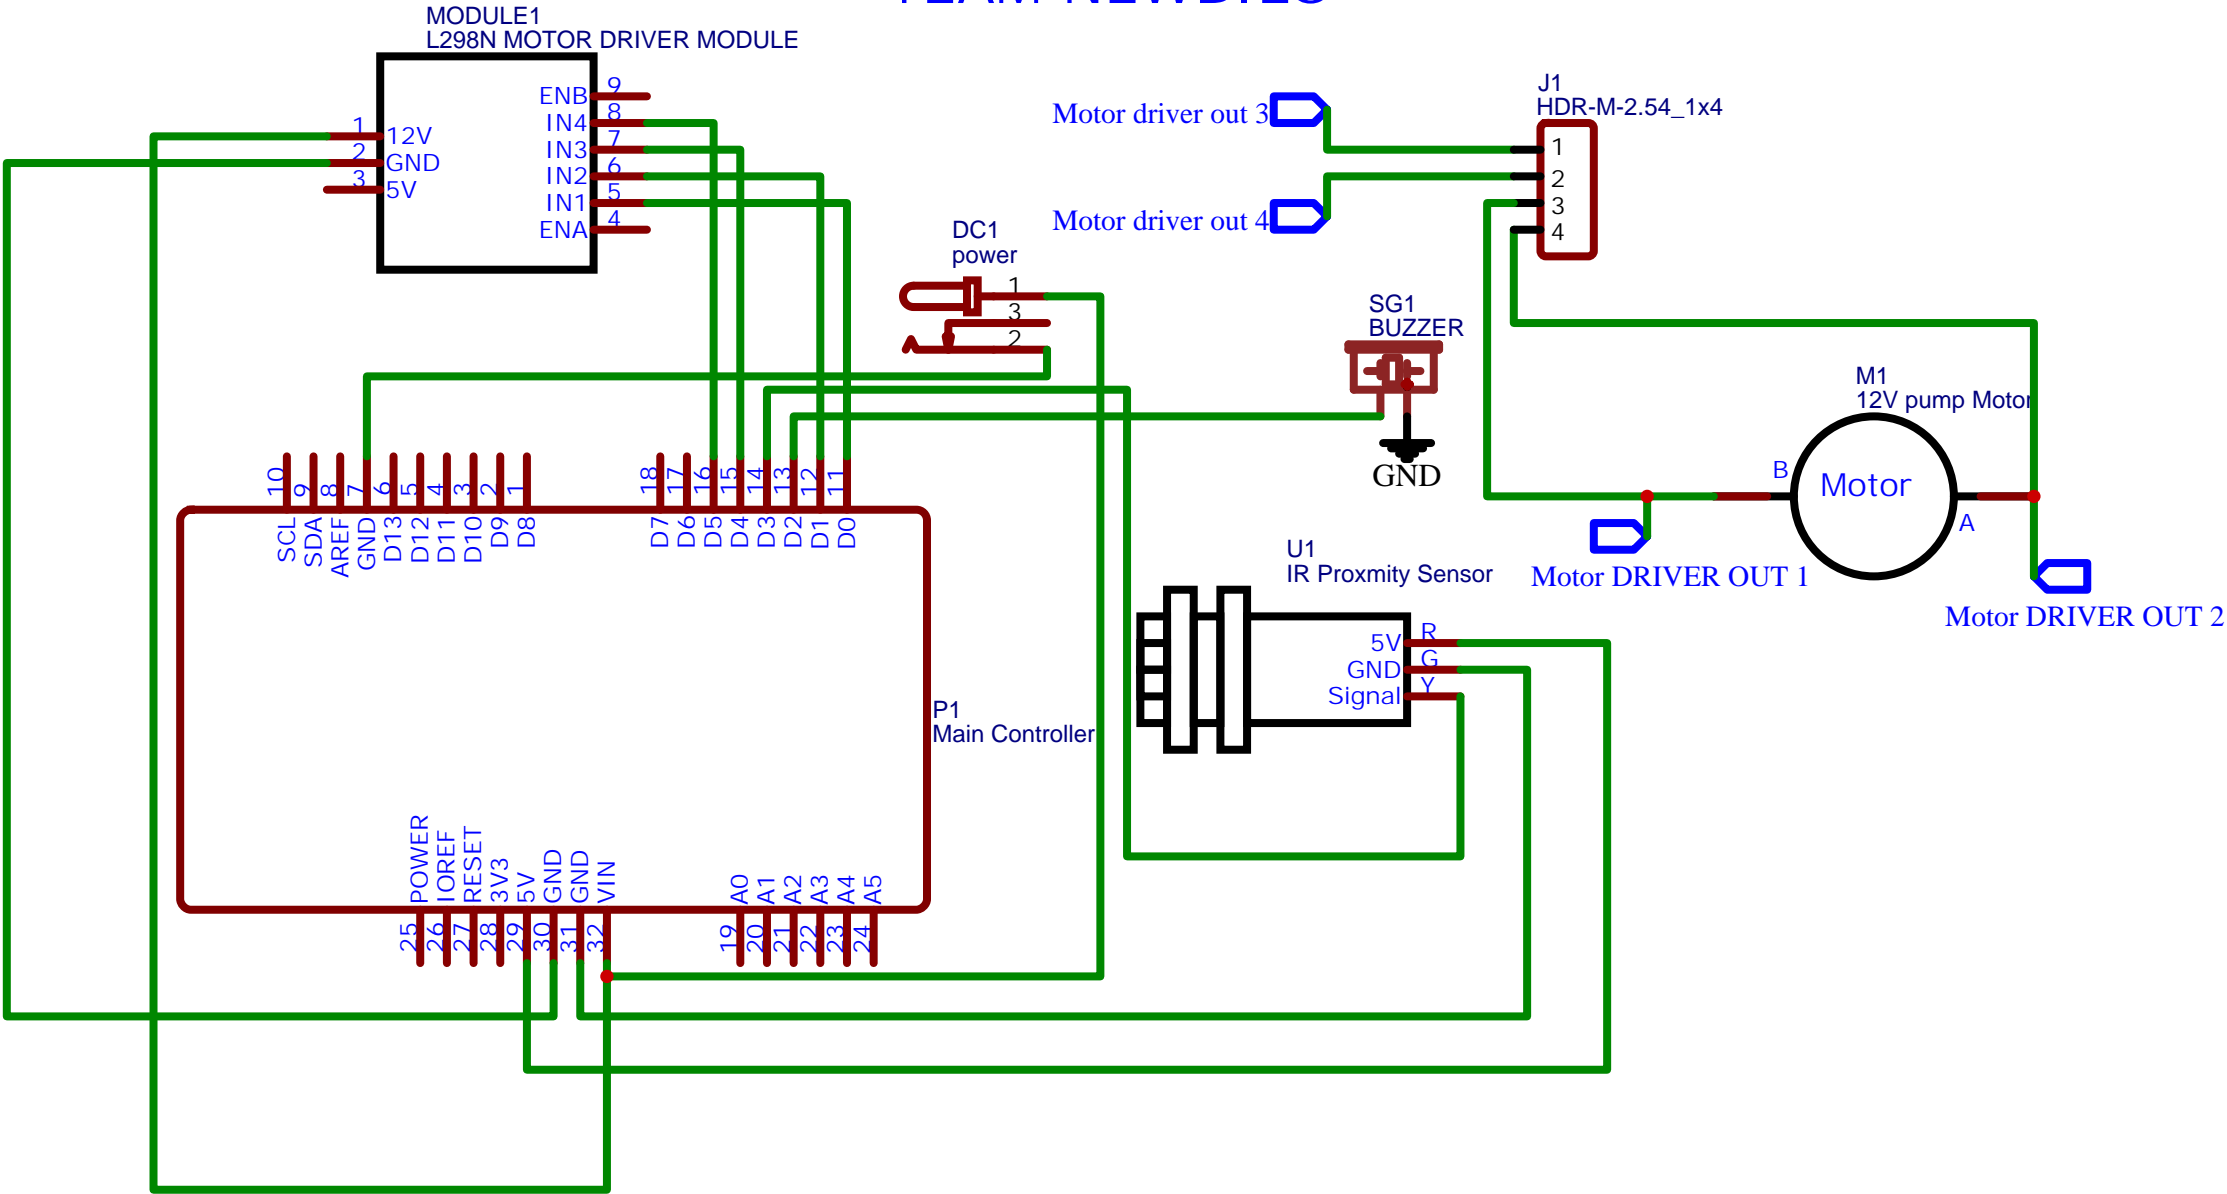 MODULE1
L298N MOTOR DRIVER MODULE
ENB 9
IN4 8
IN3 7
IN2 6
IN1 5
ENA 4
1 12V
2 GND
3 5V
Motor driver out 3
Motor driver out 4
J1
HDR-M-2.54_1x4
1
2
3
4
DC1
power
1
3
2
SG1
BUZZER
GND
M1
12V pump Motor
B
Motor
A
Motor DRIVER OUT 1
Motor DRIVER OUT 2
U1
IR Proxmity Sensor
5V R
GND G
Signal Y
10 9 8 7 6 5 4 3 2 1
18 17 16 15 14 13 12 11
SCL SDA AREF GND D13 D12 D11 D10 D9 D8
D7 D6 D5 D4 D3 D2 D1 D0
P1
Main Controller
POWER IOREF RESET 3V3 5V GND GND VIN
A0 A1 A2 A3 A4 A5
25 26 27 28 29 30 31 32
19 20 21 22 23 24